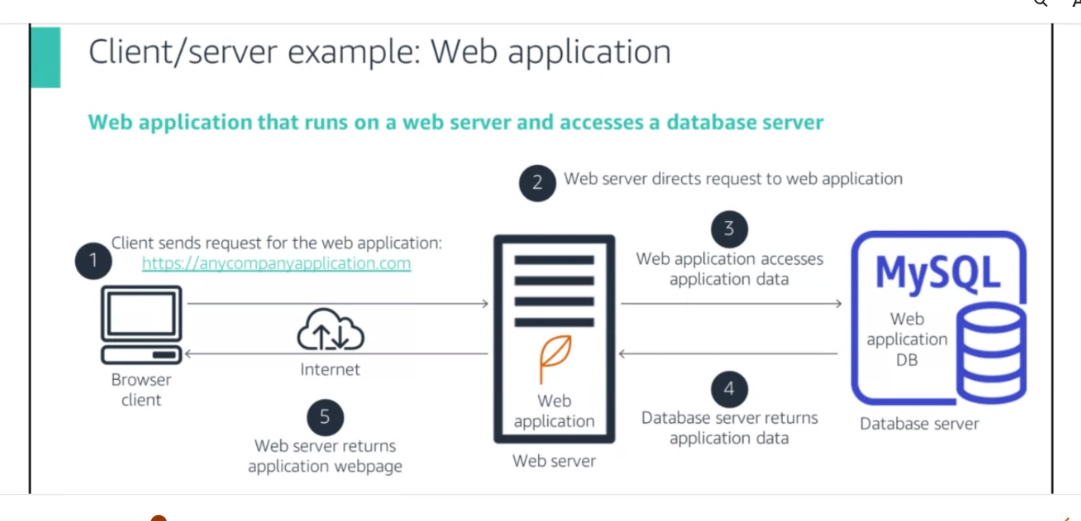 Client/server example: Web application
Web application that runs on a web server and accesses a database server
2
Web server directs request to web application
1
Client sends request for the web application:
https://anycompanyapplication.com
3
Web application accesses
application data
MySQL
Web
application
DB
Internet
Browser
client
Web
application
4
Database server returns
application data
Database server
5
Web server returns
application webpage
Web server